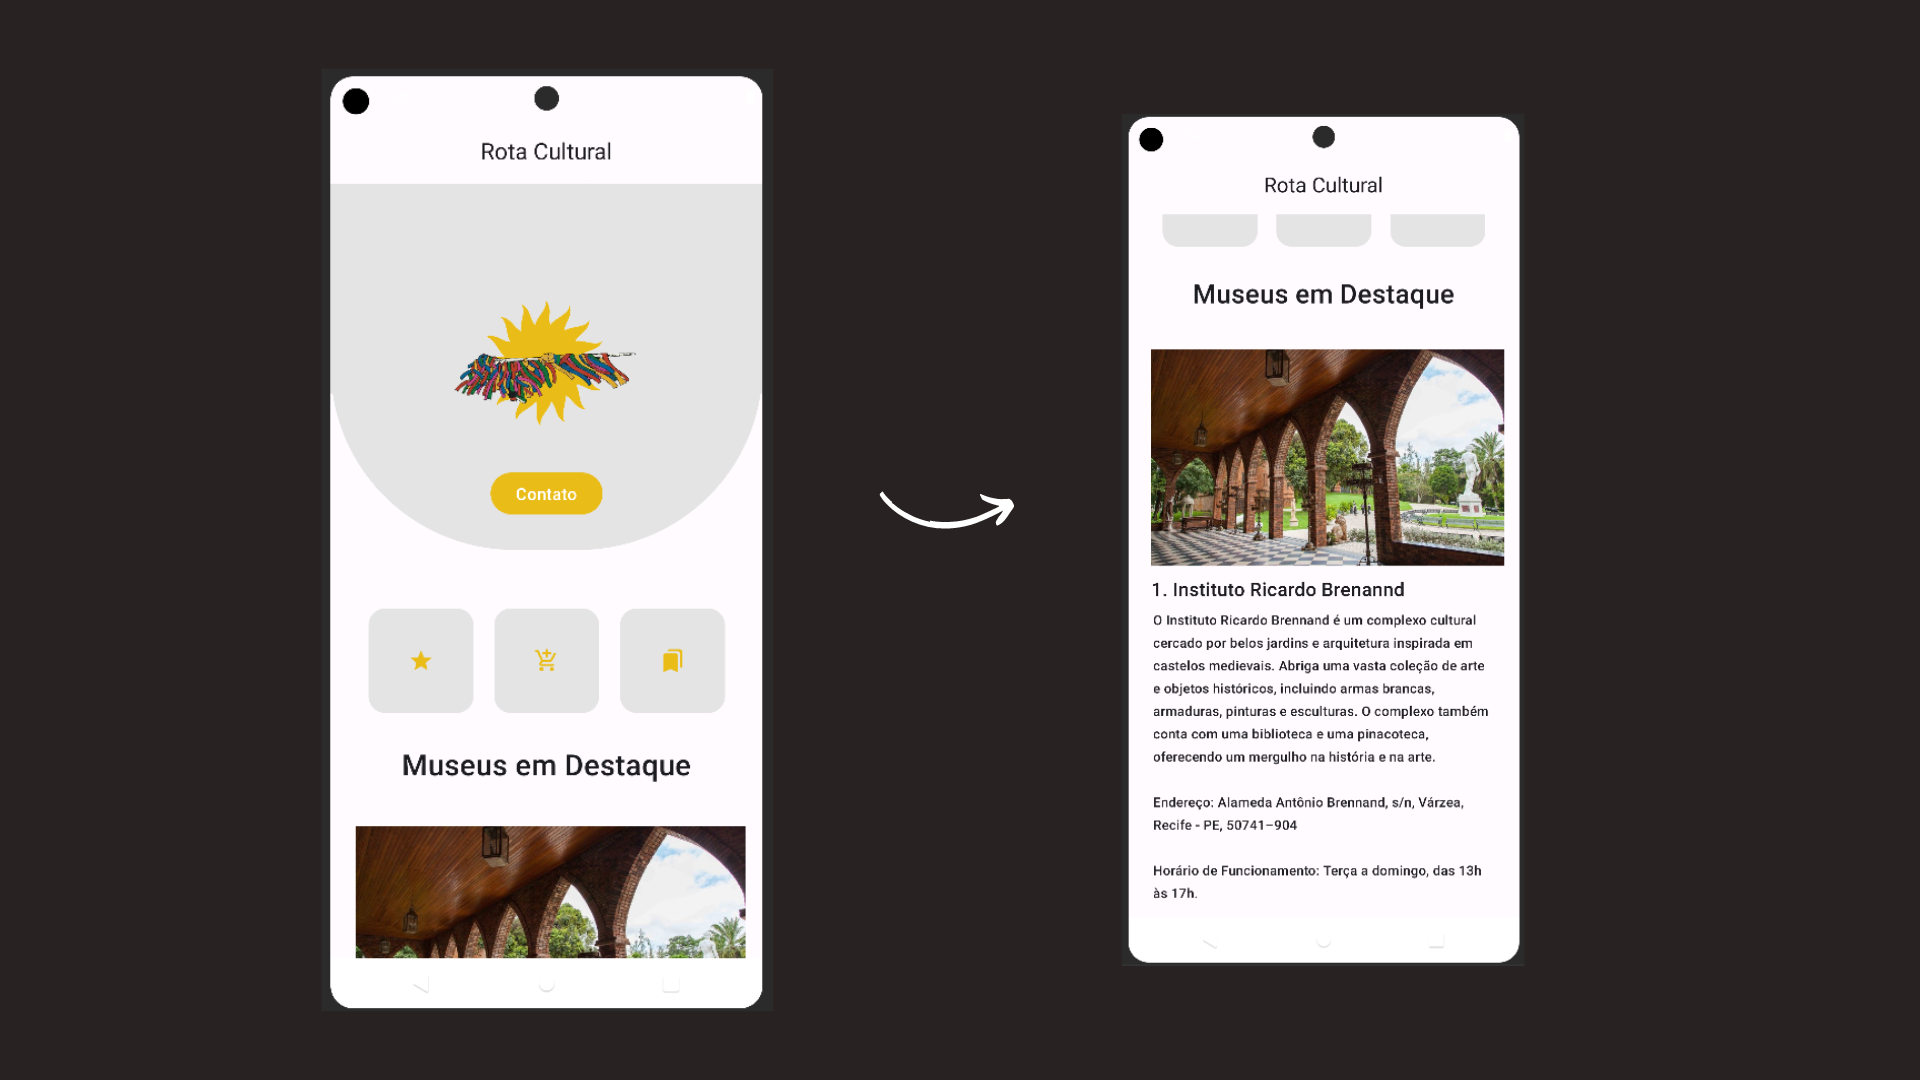 Rota Cultural
Contato
Museus em Destaque
Rota Cultural
Museus em Destaque
1. Instituto Ricardo Brenannd
O Instituto Ricardo Brennand é um complexo cultural
cercado por belos jardins e arquitetura inspirada em
castelos medievais. Abriga uma vasta coleção de arte
e objetos históricos, incluindo armas brancas,
armaduras, pinturas e esculturas. O complexo também
conta com uma biblioteca e uma pinacoteca,
oferecendo um mergulho na história e na arte.
Endereço: Alameda Antônio Brennand, s/n, Várzea,
Recife - PE, 50741–904
Horário de Funcionamento: Terça a domingo, das 13h
às 17h.